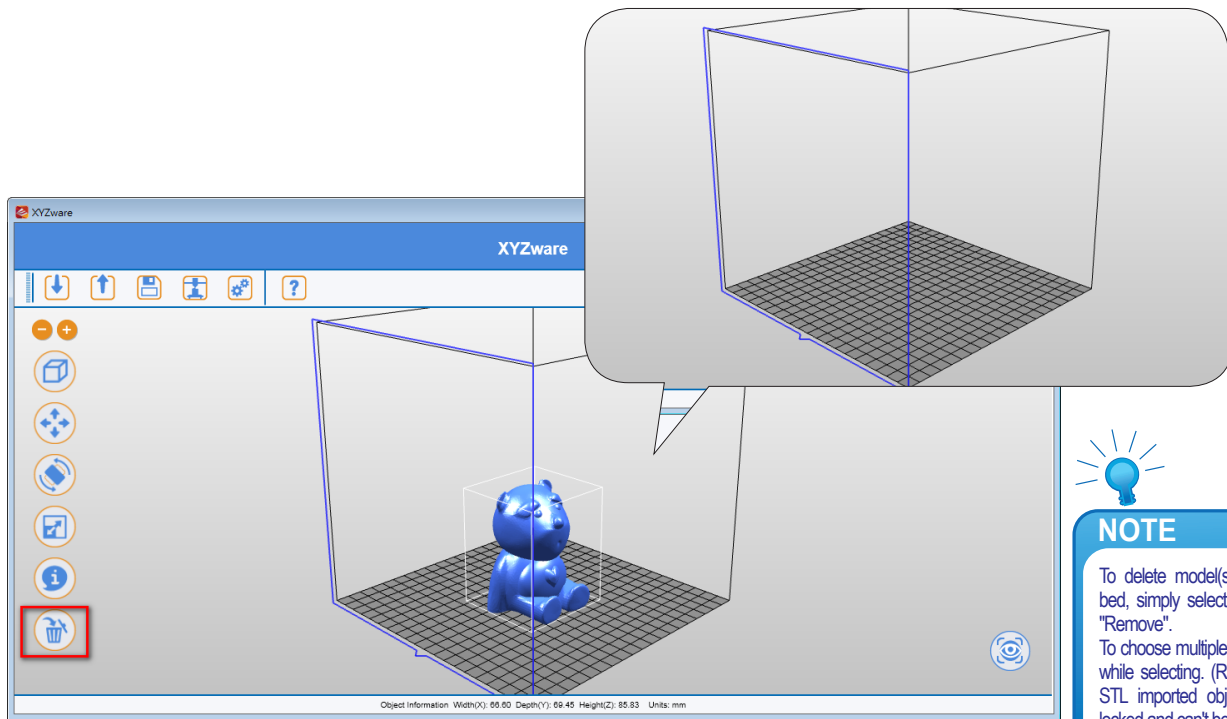 XYZware
XYZware
?
i
Object Information Width(X): 66.60 Depth(Y): 69.45 Height(Z): 85.83 Units: mm
NOTE
To delete model(s
bed, simply select
"Remove".
To choose multiple
while selecting. (R
STL imported obj